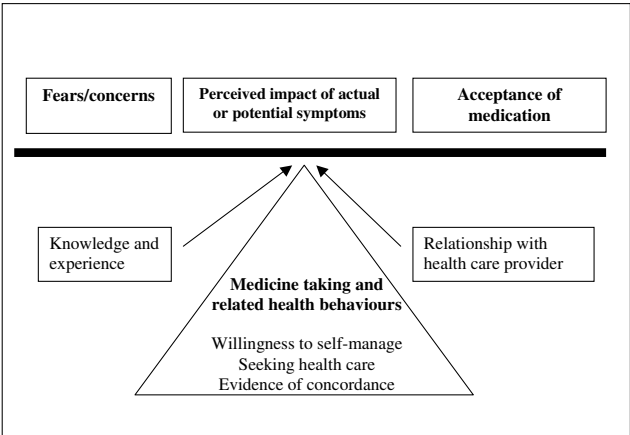 Fears/concerns
Perceived impact of actual
or potential symptoms
Acceptance of
medication
Knowledge and
experience
Relationship with
health care provider
Medicine taking and
related health behaviours
Willingness to self-manage
Seeking health care
Evidence of concordance